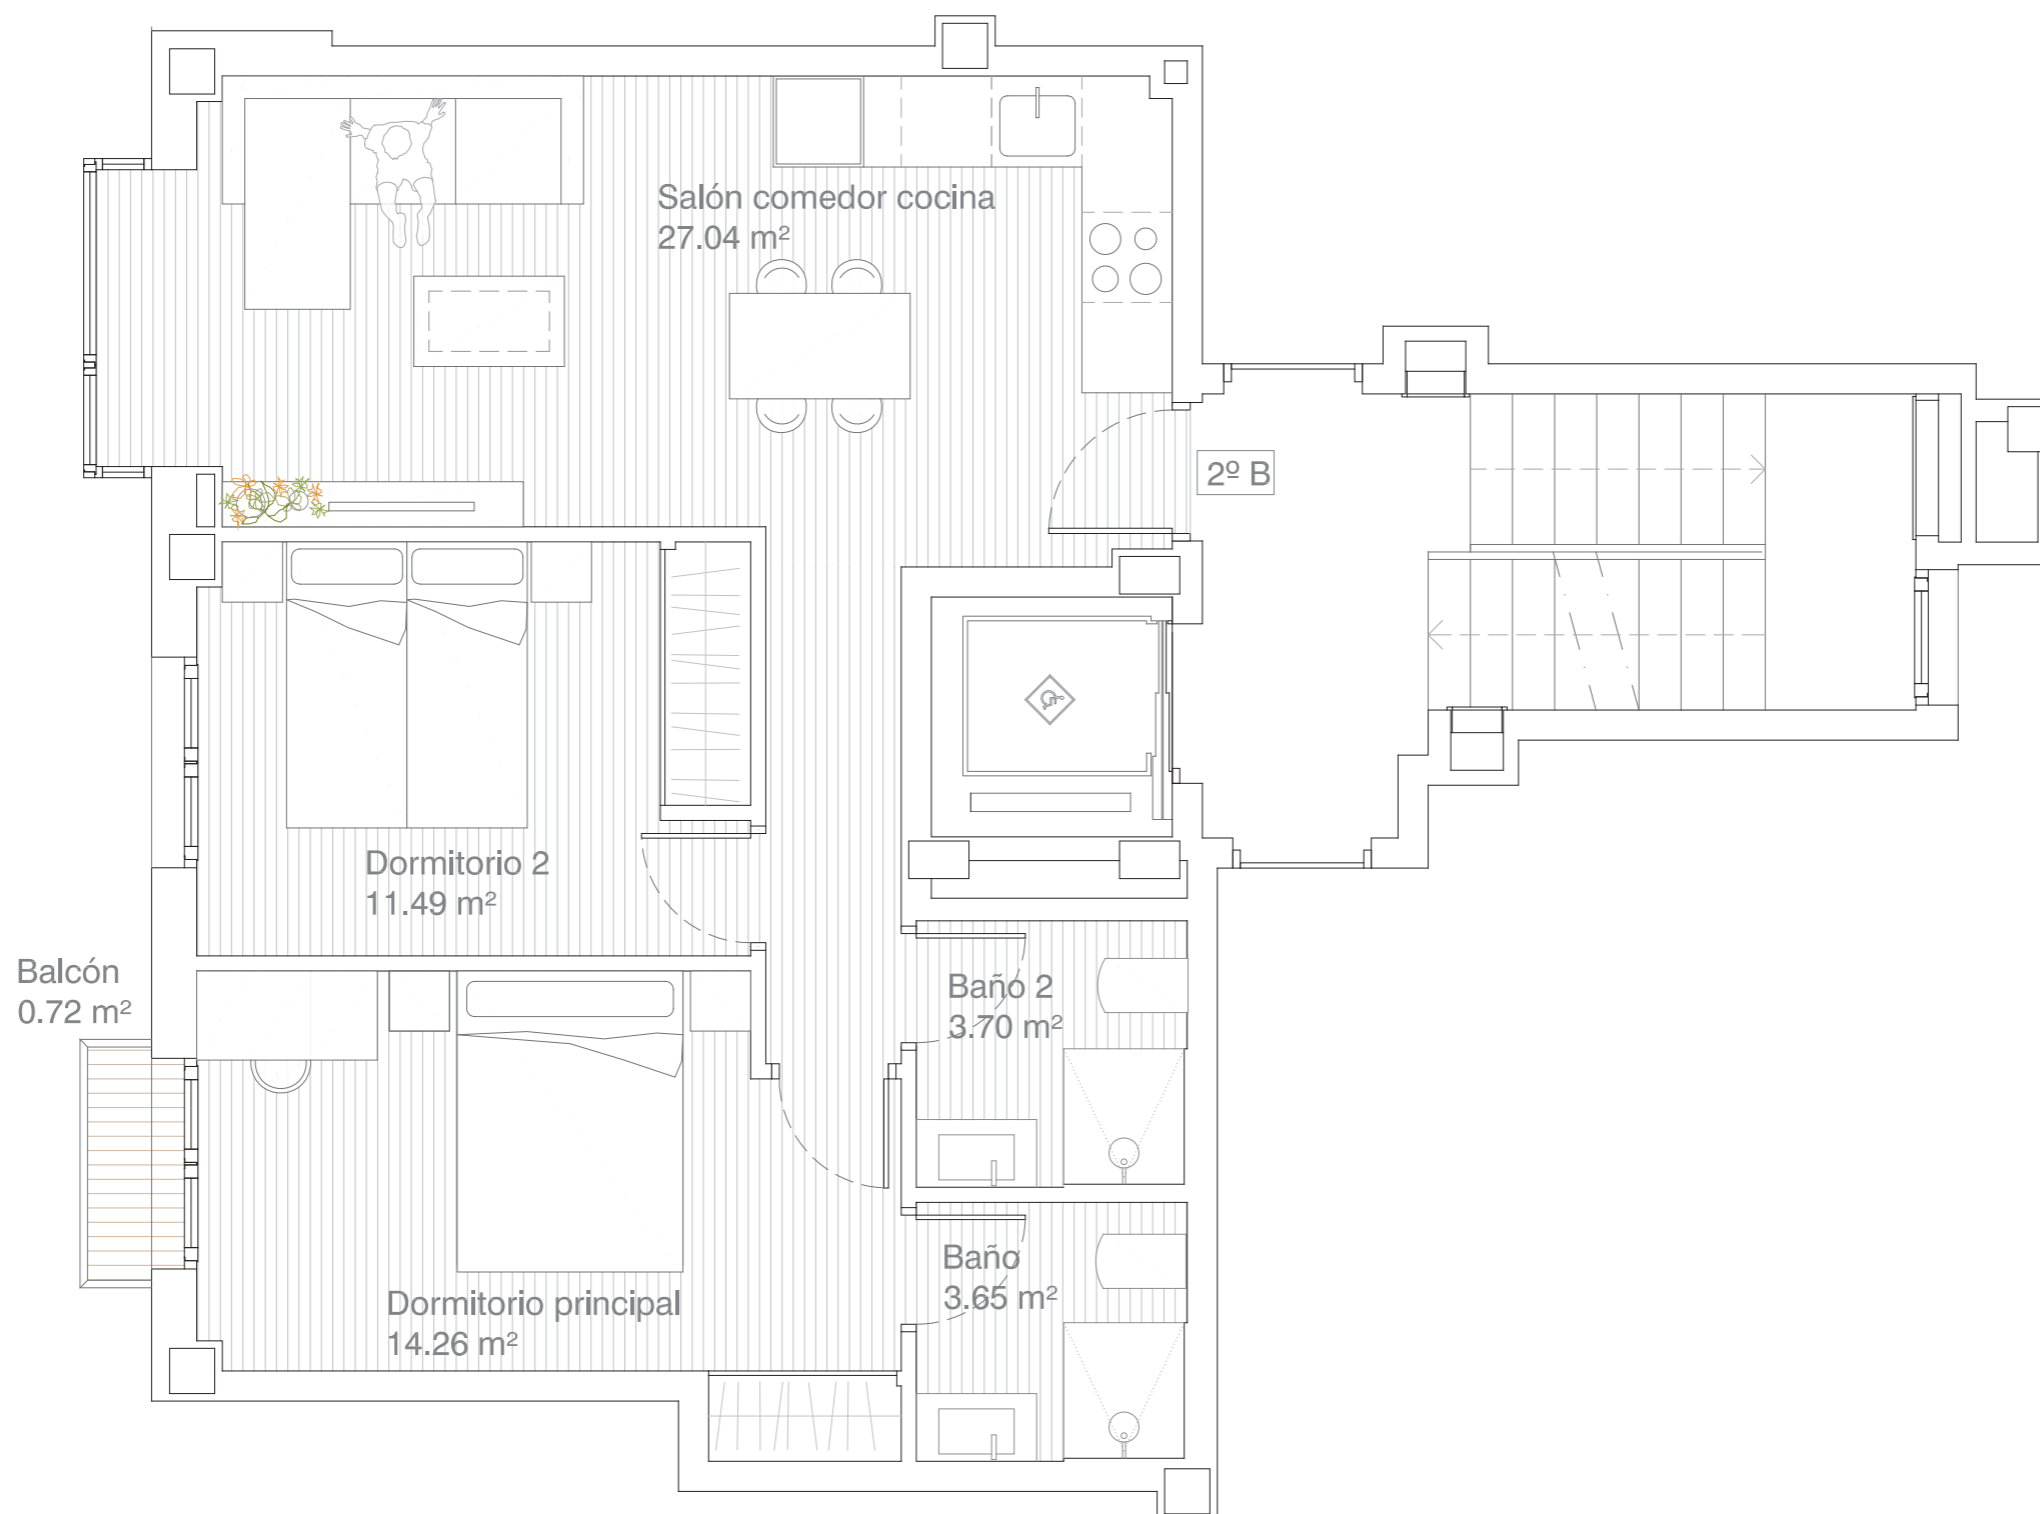 Salón comedor cocina
27.04 m²
2º B
Dormitorio 2
11.49 m²
Balcón
0.72 m²
Baño 2
3.70 m²
Baño
3.65 m²
Dormitorio principal
14.26 m²